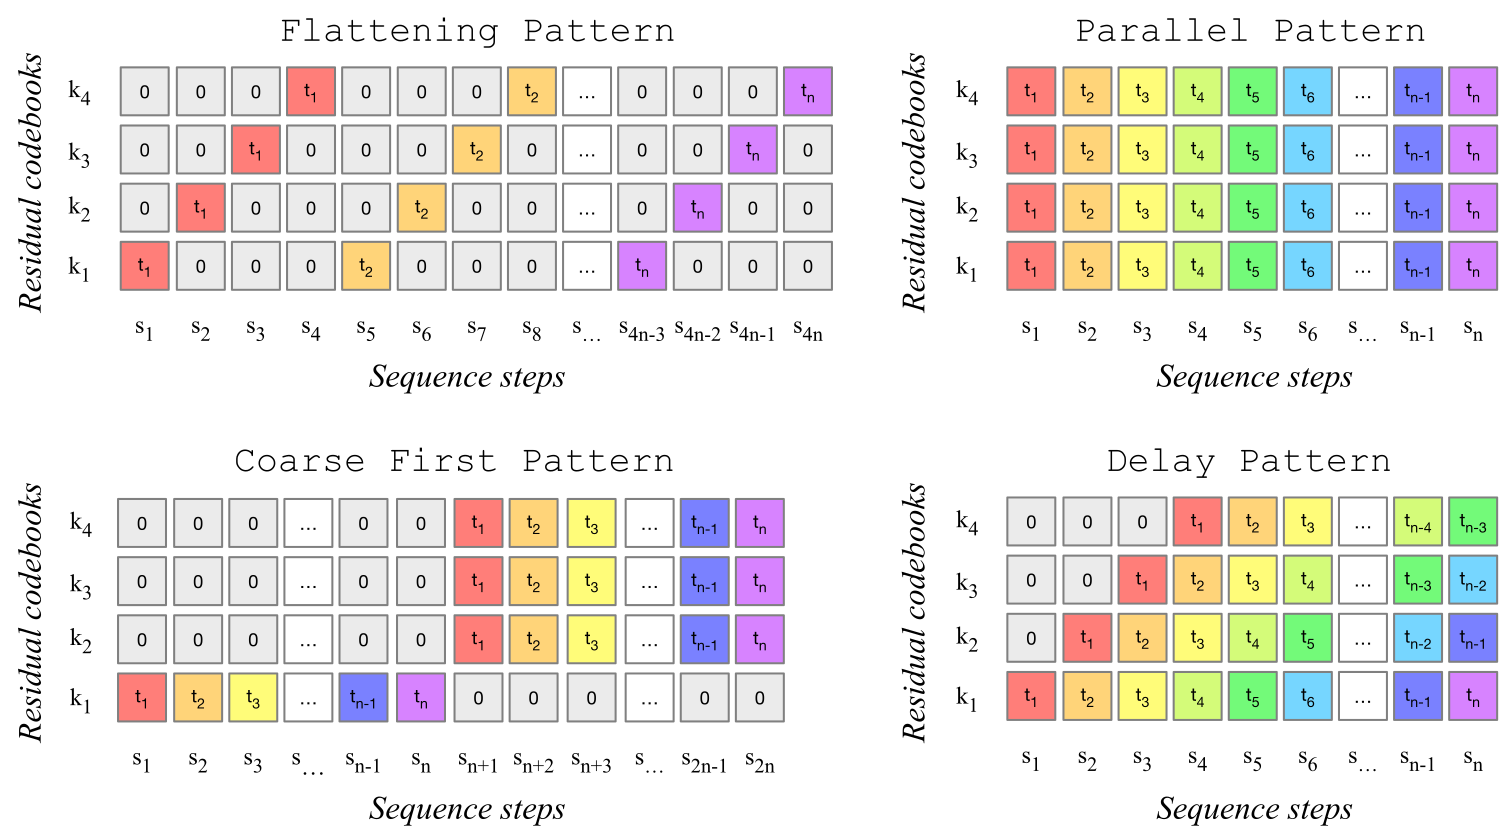 Flattening Pattern
Residual codebooks
k4 0 0 0 t1 0 0 0 t2 ... 0 0 0 tn
k3 0 0 t1 0 0 0 t2 0 ... 0 0 tn 0
k2 0 t1 0 0 0 t2 0 0 ... 0 tn 0 0
k1 t1 0 0 0 t2 0 0 0 ... tn 0 0 0
s1 s2 s3 s4 s5 s6 s7 s8 s... s4n-3 s4n-2 s4n-1 s4n
Sequence steps
Parallel Pattern
Residual codebooks
k4 t1 t2 t3 t4 t5 t6 ... tn-1 tn
k3 t1 t2 t3 t4 t5 t6 ... tn-1 tn
k2 t1 t2 t3 t4 t5 t6 ... tn-1 tn
k1 t1 t2 t3 t4 t5 t6 ... tn-1 tn
s1 s2 s3 s4 s5 s6 s... sn-1 sn
Sequence steps
Coarse First Pattern
Residual codebooks
k4 0 0 0 ... 0 0 t1 t2 t3 ... tn-1 tn
k3 0 0 0 ... 0 0 t1 t2 t3 ... tn-1 tn
k2 0 0 0 ... 0 0 t1 t2 t3 ... tn-1 tn
k1 t1 t2 t3 ... tn-1 tn 0 0 0 ... 0 0
s1 s2 s3 s... sn-1 sn sn+1 sn+2 sn+3 s... s2n-1 s2n
Sequence steps
Delay Pattern
Residual codebooks
k4 0 0 0 t1 t2 t3 ... tn-4 tn-3
k3 0 0 t1 t2 t3 t4 ... tn-3 tn-2
k2 0 t1 t2 t3 t4 t5 ... tn-2 tn-1
k1 t1 t2 t3 t4 t5 t6 ... tn-1 tn
s1 s2 s3 s4 s5 s6 s... sn-1 sn
Sequence steps